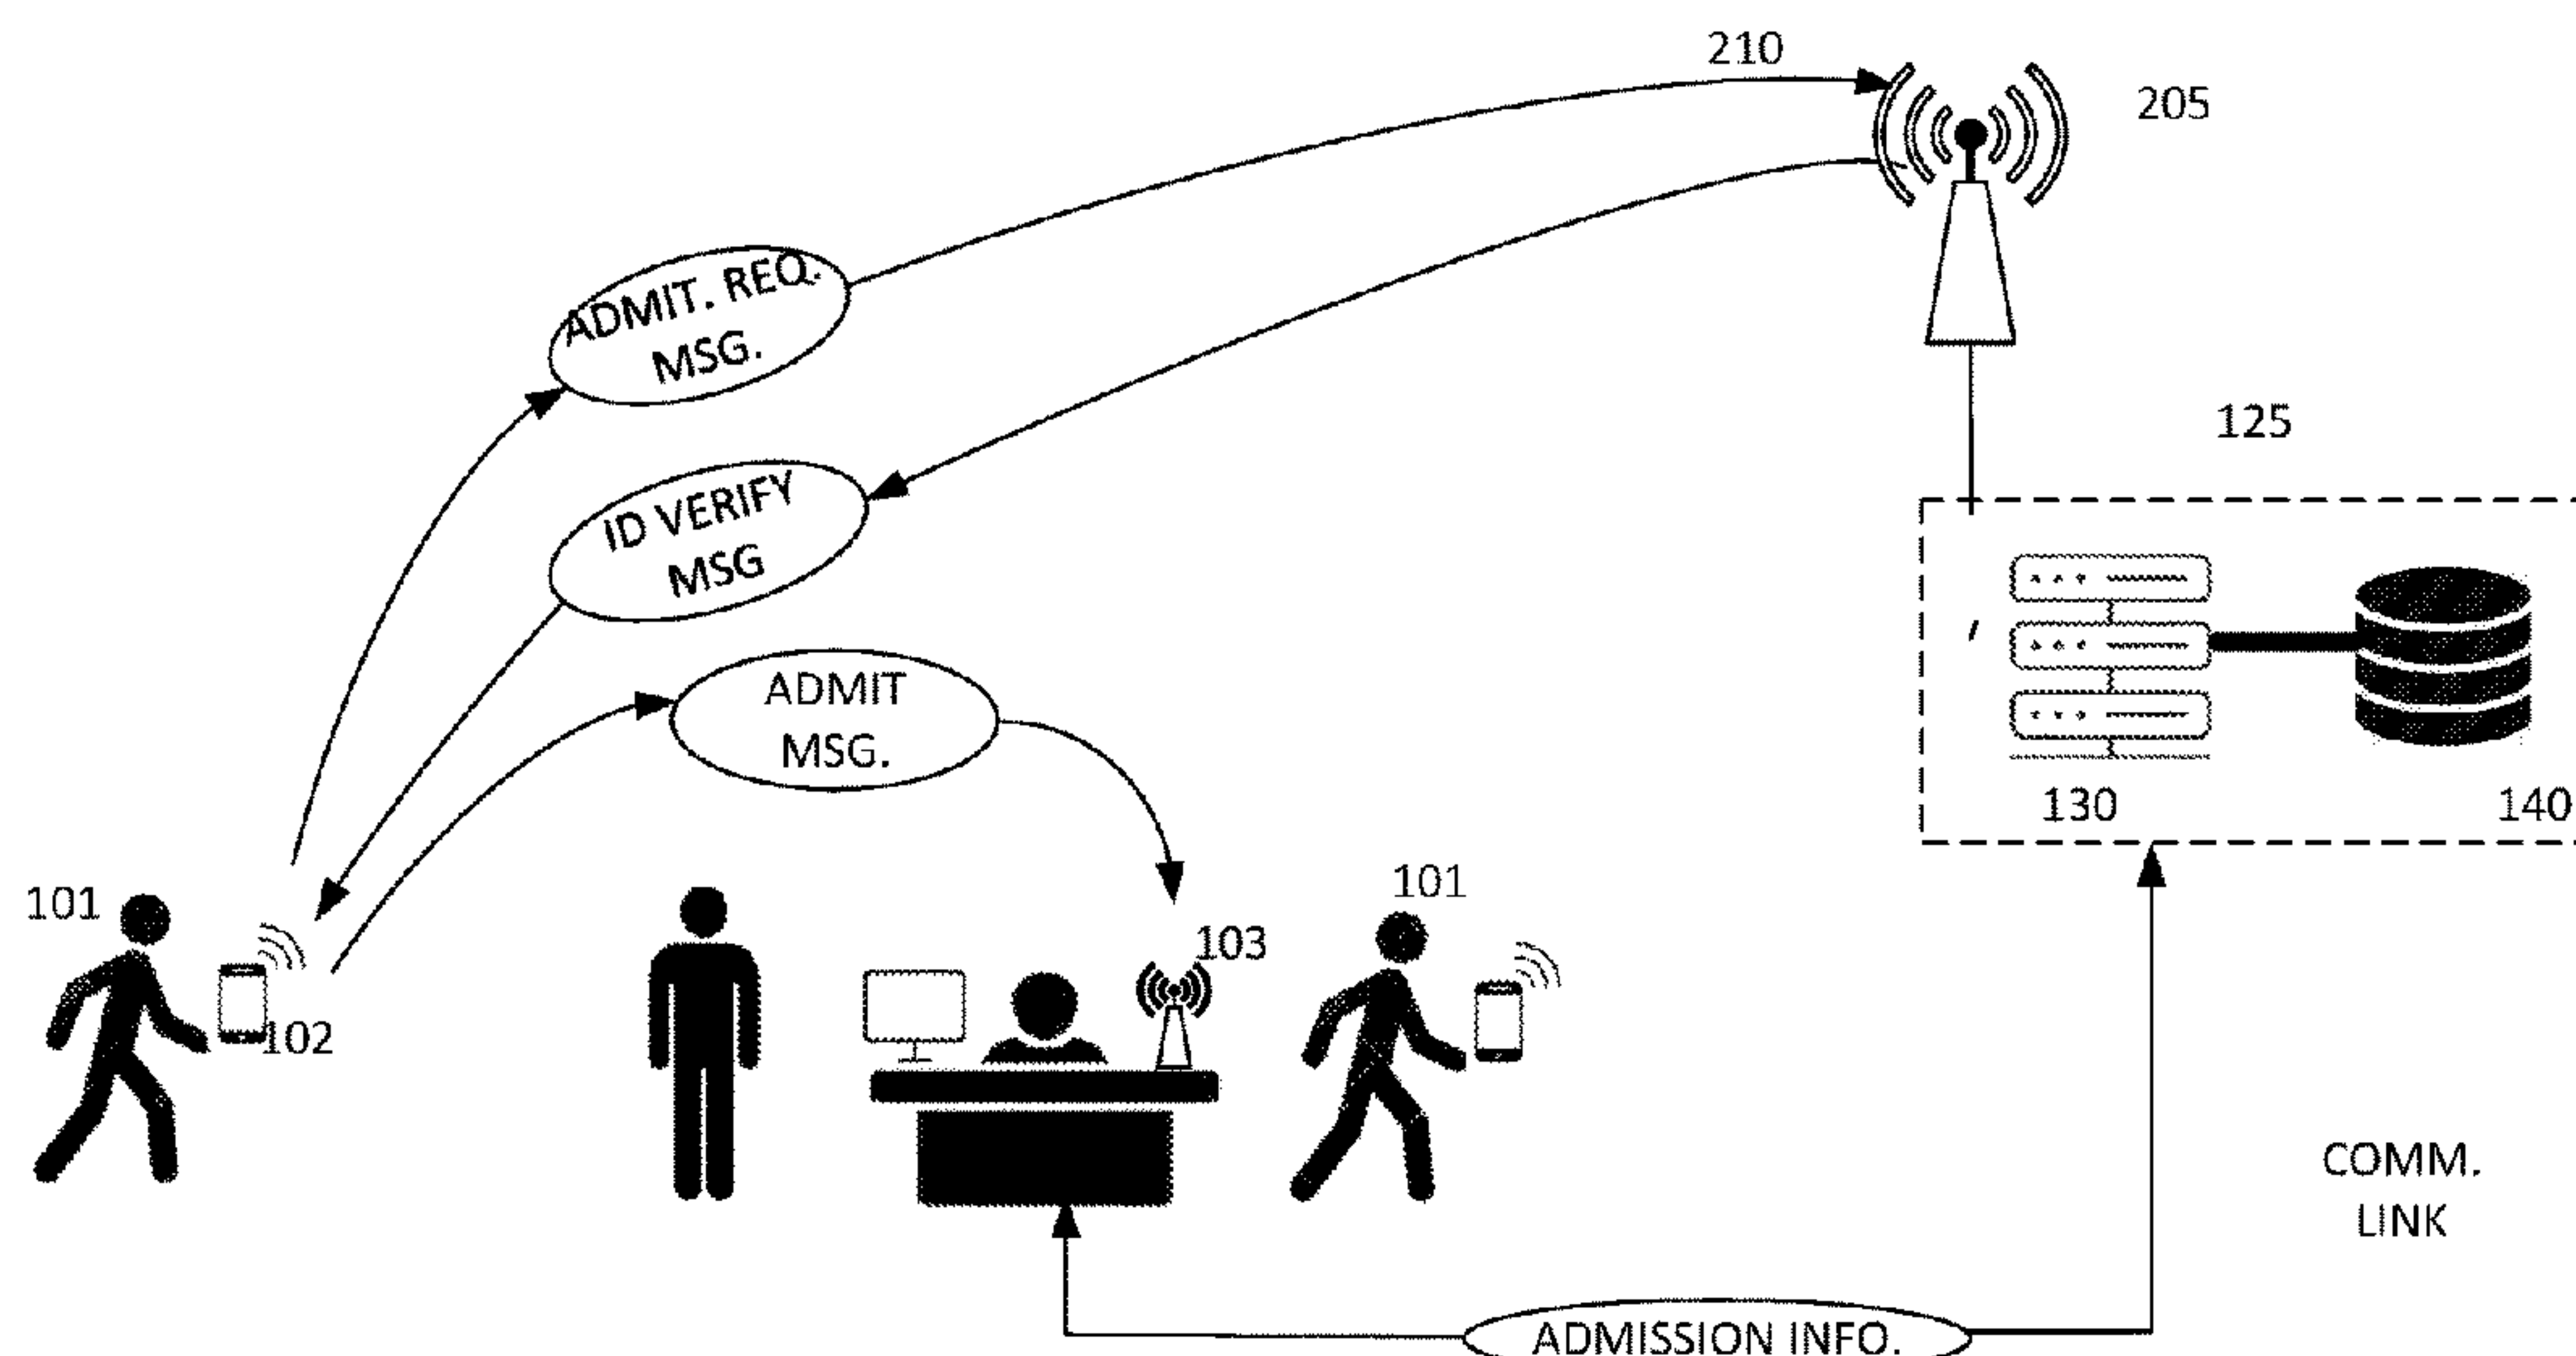 210
205
ADMIT. REQ.
MSG.
125
ID VERIFY
MSG
ADMIT
MSG.
130
140
101
101
103
102
COMM.
LINK
ADMISSION INFO.